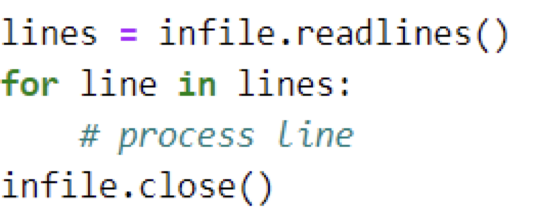 lines = infile.readlines()
for line in lines:
    # process line
infile.close()